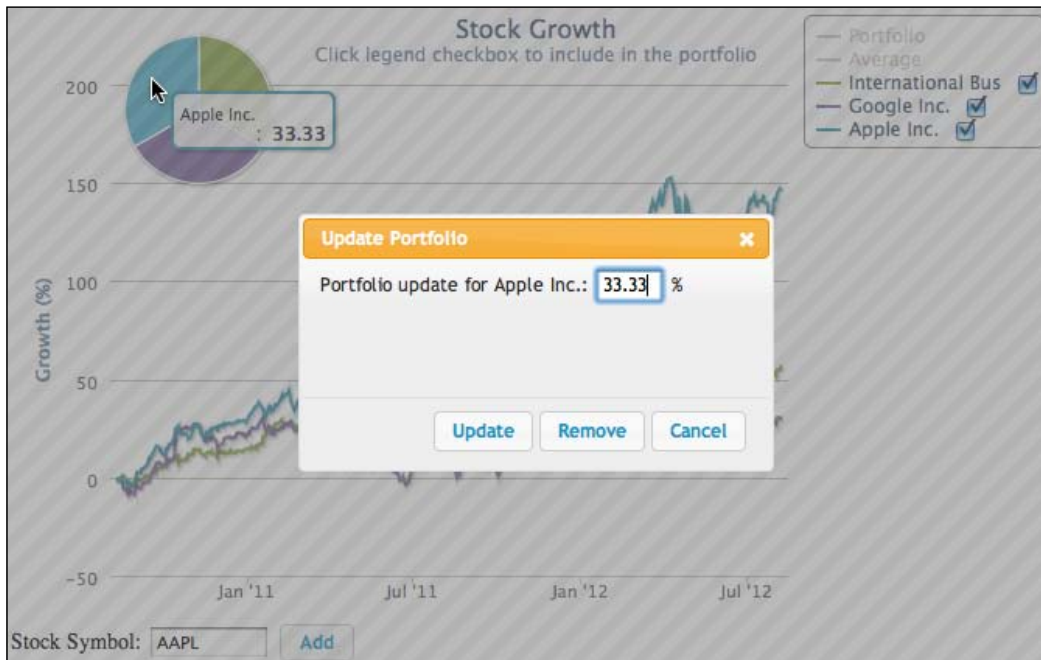 Stock Growth
Click legend checkbox to include in the portfolio
Portfolio
Average
International Bus
Google Inc.
Apple Inc.
Apple Inc.
: 33.33
200
150
100
50
0
-50
Growth (%)
Update Portfolio
Portfolio update for Apple Inc.: 33.33 %
Update Remove Cancel
Jan '11 Jul '11 Jan '12 Jul '12
Stock Symbol: AAPL Add